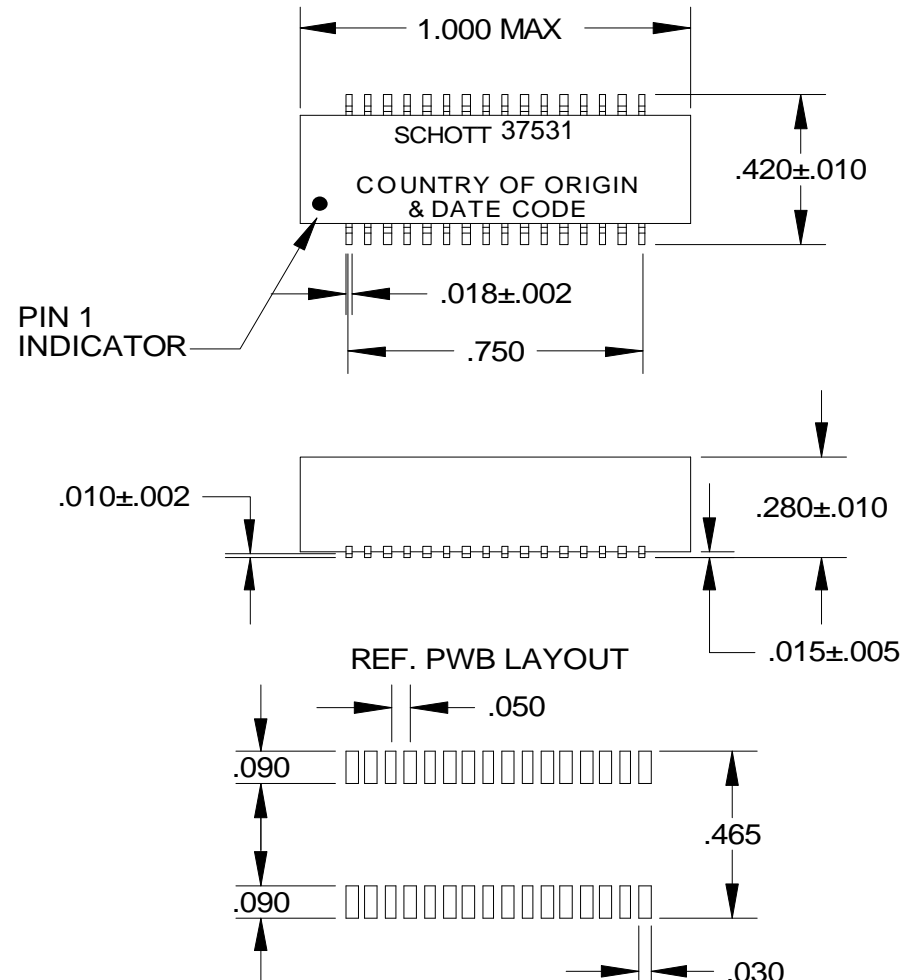 1.000 MAX
SCHOTT 37531
COUNTRY OF ORIGIN
& DATE CODE
.420±.010
.018±.002
PIN 1
INDICATOR
.750
.010±.002
.280±.010
.015±.005
REF. PWB LAYOUT
.050
.090
.465
.090
.030